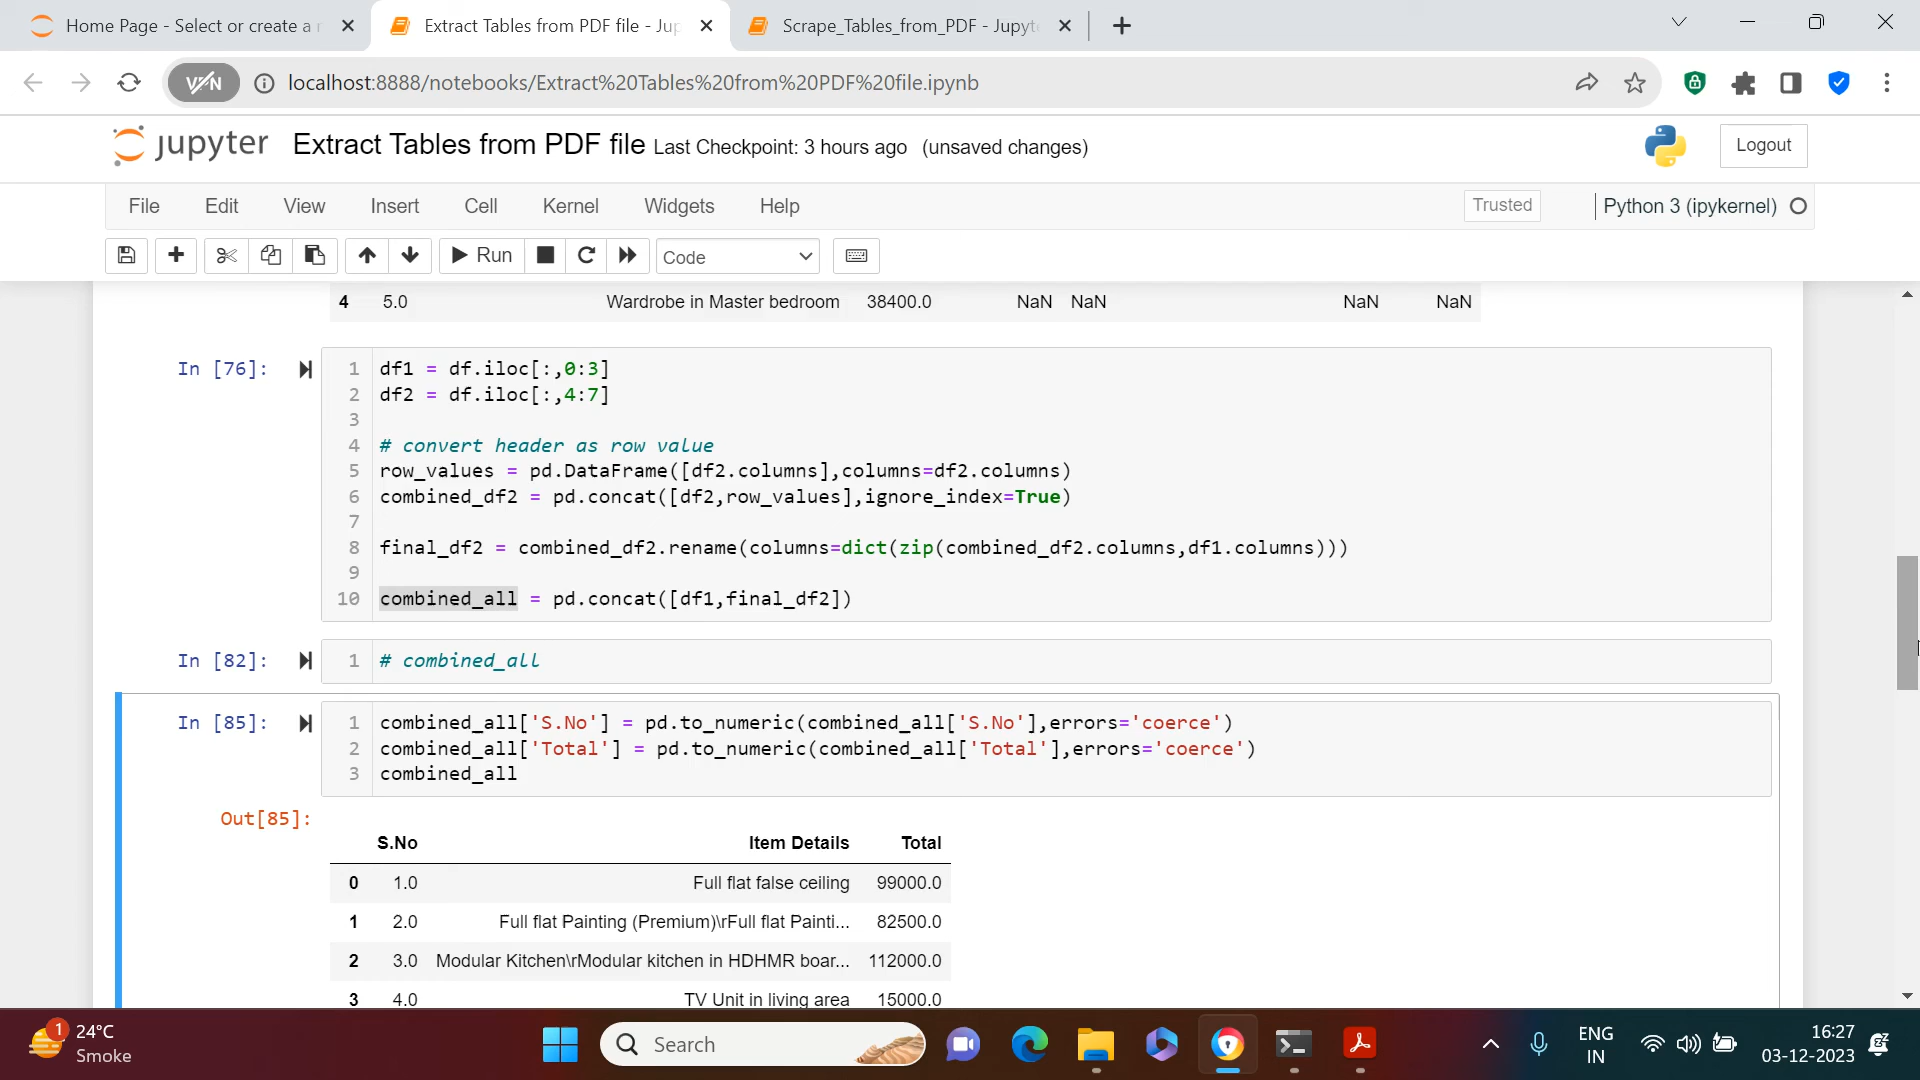 Home Page - Select or create a n
Extract Tables from PDF file - Jup
Scrape_Tables_from_PDF - Jupyte
VPN
localhost:8888/notebooks/Extract%20Tables%20from%20PDF%20file.ipynb
jupyter Extract Tables from PDF file Last Checkpoint: 3 hours ago (unsaved changes)
Logout
File Edit View Insert Cell Kernel Widgets Help
Trusted
Python 3 (ipykernel)
Run
Code
4 5.0 Wardrobe in Master bedroom 38400.0 NaN NaN NaN NaN
In [76]:
1 df1 = df.iloc[:,0:3]
2 df2 = df.iloc[:,4:7]
3
4 # convert header as row value
5 row_values = pd.DataFrame([df2.columns],columns=df2.columns)
6 combined_df2 = pd.concat([df2,row_values],ignore_index=True)
7
8 final_df2 = combined_df2.rename(columns=dict(zip(combined_df2.columns,df1.columns)))
9
10 combined_all = pd.concat([df1,final_df2])
In [82]:
1 # combined_all
In [85]:
1 combined_all['S.No'] = pd.to_numeric(combined_all['S.No'],errors='coerce')
2 combined_all['Total'] = pd.to_numeric(combined_all['Total'],errors='coerce')
3 combined_all
Out[85]:
S.No Item Details Total
0 1.0 Full flat false ceiling 99000.0
1 2.0 Full flat Painting (Premium)\rFull flat Painti... 82500.0
2 3.0 Modular Kitchen\rModular kitchen in HDHMR boar... 112000.0
3 4.0 TV Unit in living area 15000.0
1
24°C
Smoke
Search
ENG
IN
16:27
03-12-2023